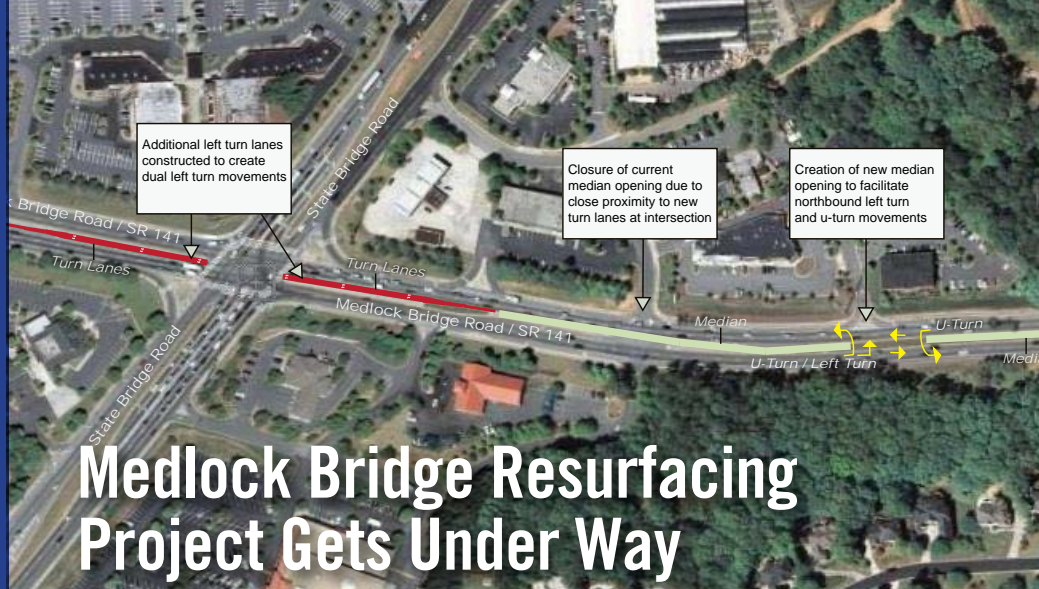 Additional left turn lanes
constructed to create
dual left turn movements
State Bridge Road
Closure of current
median opening due to
close proximity to new
turn lanes at intersection
Creation of new median
opening to facilitate
northbound left turn
and u-turn movements
Bridge Road / SR 141
Turn Lanes
Turn Lanes
Medlock Bridge Road / SR 141
Median
U-Turn
U-Turn / Left Turn
State Bridge Road
Medlock Bridge Resurfacing
Project Gets Under Way